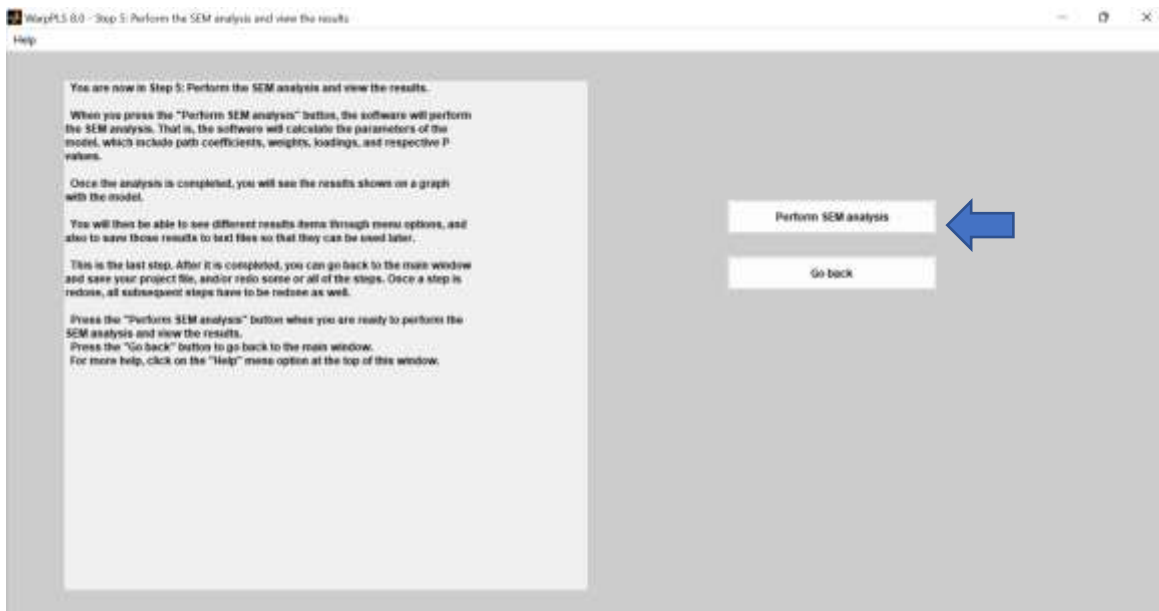 WarpPLS 8.0 - Step 5: Perform the SEM analysis and view the results
Help
You are now in Step 5: Perform the SEM analysis and view the results.
When you press the "Perform SEM analysis" button, the software will perform
the SEM analysis. That is, the software will calculate the parameters of the
model, which include path coefficients, weights, loadings, and respective P
values.
Once the analysis is completed, you will see the results shown on a graph
with the model.
You will then be able to see different results items through menu options, and
also to save those results to text files so that they can be used later.
This is the last step. After it is completed, you can go back to the main window
and save your project file, and/or redo some or all of the steps. Once a step is
redone, all subsequent steps have to be redone as well.
Press the "Perform SEM analysis" button when you are ready to perform the
SEM analysis and view the results.
Press the "Go back" button to go back to the main window.
For more help, click on the "Help" menu option at the top of this window.
Perform SEM analysis
Go back